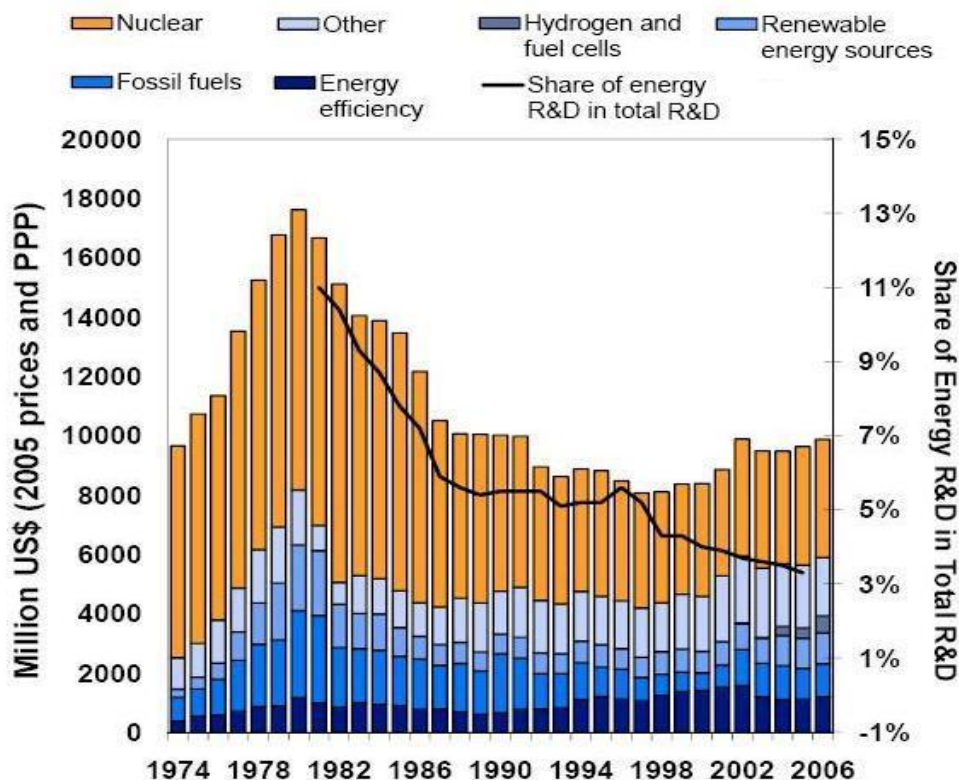 Nuclear
Other
Hydrogen and
fuel cells
Renewable
energy sources
Fossil fuels
Energy
efficiency
Share of energy
R&D in total R&D
Million US$ (2005 prices and PPP)
20000
18000
16000
14000
12000
10000
8000
6000
4000
2000
0
15%
13%
11%
9%
7%
5%
3%
1%
-1%
Share of Energy R&D in Total R&D
1974 1978 1982 1986 1990 1994 1998 2002 2006